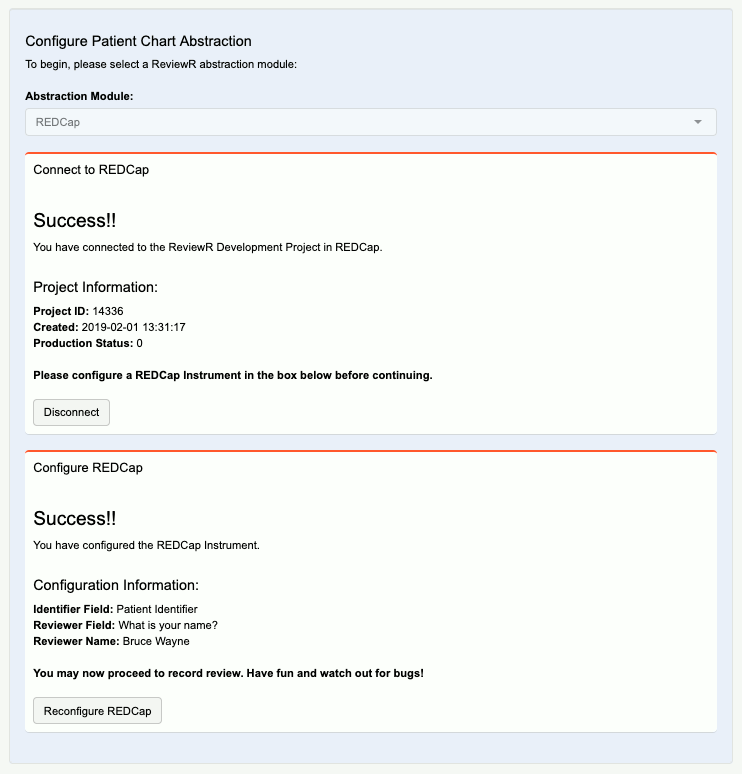 Configure Patient Chart Abstraction
To begin, please select a ReviewR abstraction module:
Abstraction Module:
REDCap
Connect to REDCap
Success!!
You have connected to the ReviewR Development Project in REDCap.
Project Information:
Project ID: 14336
Created: 2019-02-01 13:31:17
Production Status: 0
Please configure a REDCap Instrument in the box below before continuing.
Disconnect
Configure REDCap
Success!!
You have configured the REDCap Instrument.
Configuration Information:
Identifier Field: Patient Identifier
Reviewer Field: What is your name?
Reviewer Name: Bruce Wayne
You may now proceed to record review. Have fun and watch out for bugs!
Reconfigure REDCap